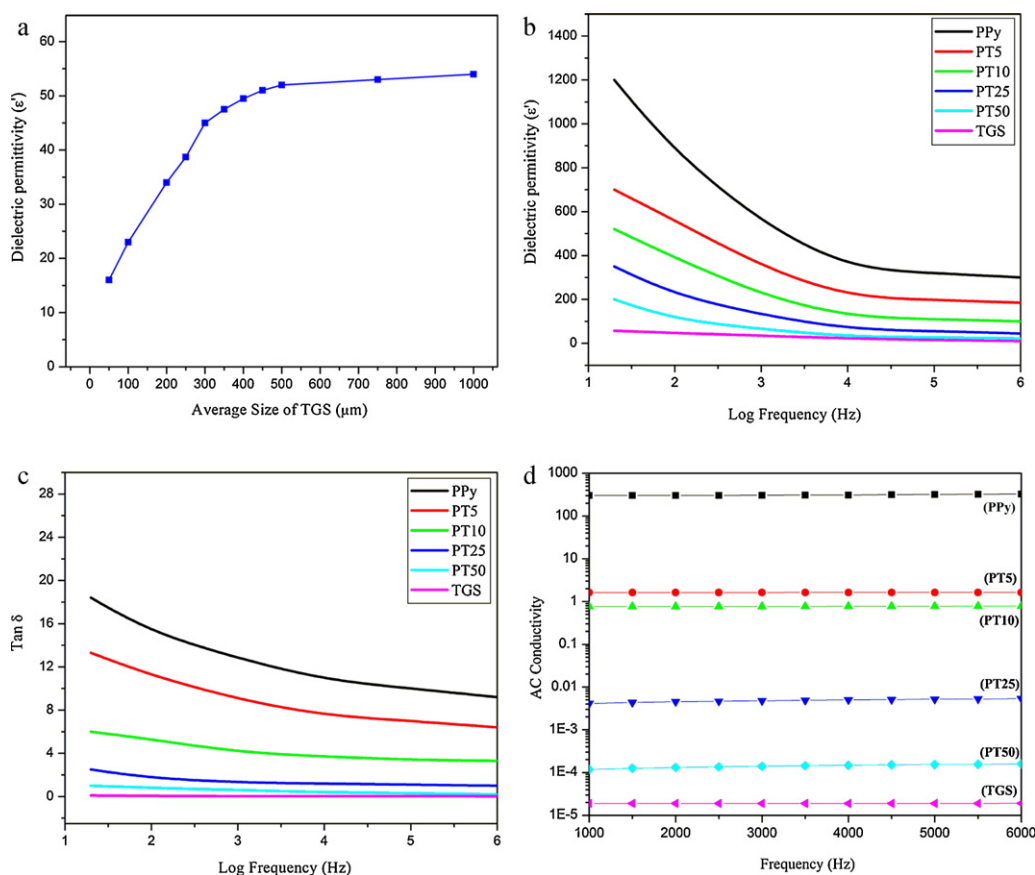 a
60
50
40
30
20
10
0
Dielectric permittivity (ε')
0 100 200 300 400 500 600 700 800 900 1000
Average Size of TGS (µm)
b
1400
1200
1000
800
600
400
200
0
Dielectric permitivity (ε')
PPy
PT5
PT10
PT25
PT50
TGS
1 2 3 4 5 6
Log Frequency (Hz)
c
28
24
20
16
12
8
4
0
Tan δ
PPy
PT5
PT10
PT25
PT50
TGS
1 2 3 4 5 6
Log Frequency (Hz)
d
1000
100
10
1
0.1
0.01
1E-3
1E-4
1E-5
AC Conductivity
(PPy)
(PT5)
(PT10)
(PT25)
(PT50)
(TGS)
1000 2000 3000 4000 5000 6000
Frequency (Hz)